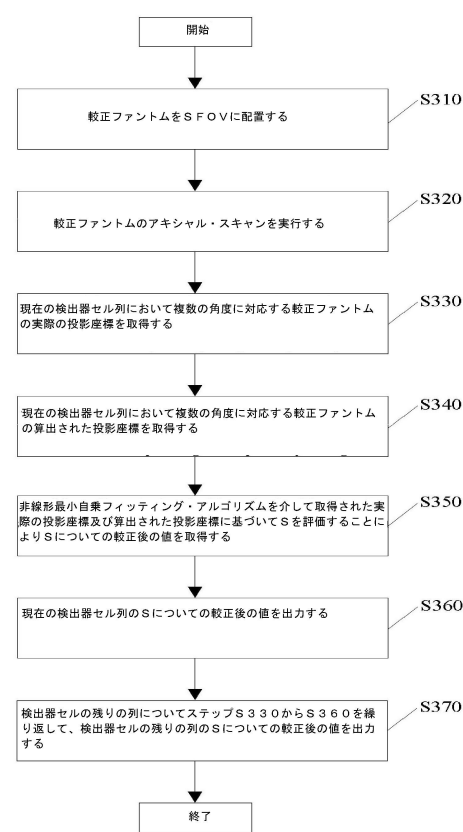 開始
較正ファントムをＳＦＯＶに配置する
S310
較正ファントムのアキシャル・スキャンを実行する
S320
現在の検出器セル列において複数の角度に対応する較正ファントム
の実際の投影座標を取得する
S330
現在の検出器セル列において複数の角度に対応する較正ファントム
の算出された投影座標を取得する
S340
非線形最小自乗フィッティング・アルゴリズムを介して取得された実
際の投影座標及び算出された投影座標に基づいてＳを評価することに
よりＳについての較正後の値を取得する
S350
現在の検出器セル列のＳについての較正後の値を出力する
S360
検出器セルの残りの列についてステップＳ３３０からＳ３６０を繰
り返して、検出器セルの残りの列のＳについての較正後の値を出力
する
S370
終了